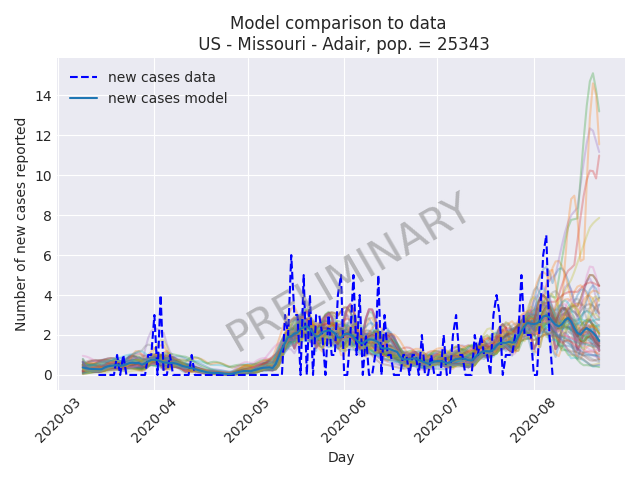 Model comparison to data
US - Missouri - Adair, pop. = 25343
new cases data
new cases model
PRELIMINARY
Number of new cases reported
14
12
10
8
6
4
2
0
2020-03
2020-04
2020-05
2020-06
2020-07
2020-08
Day